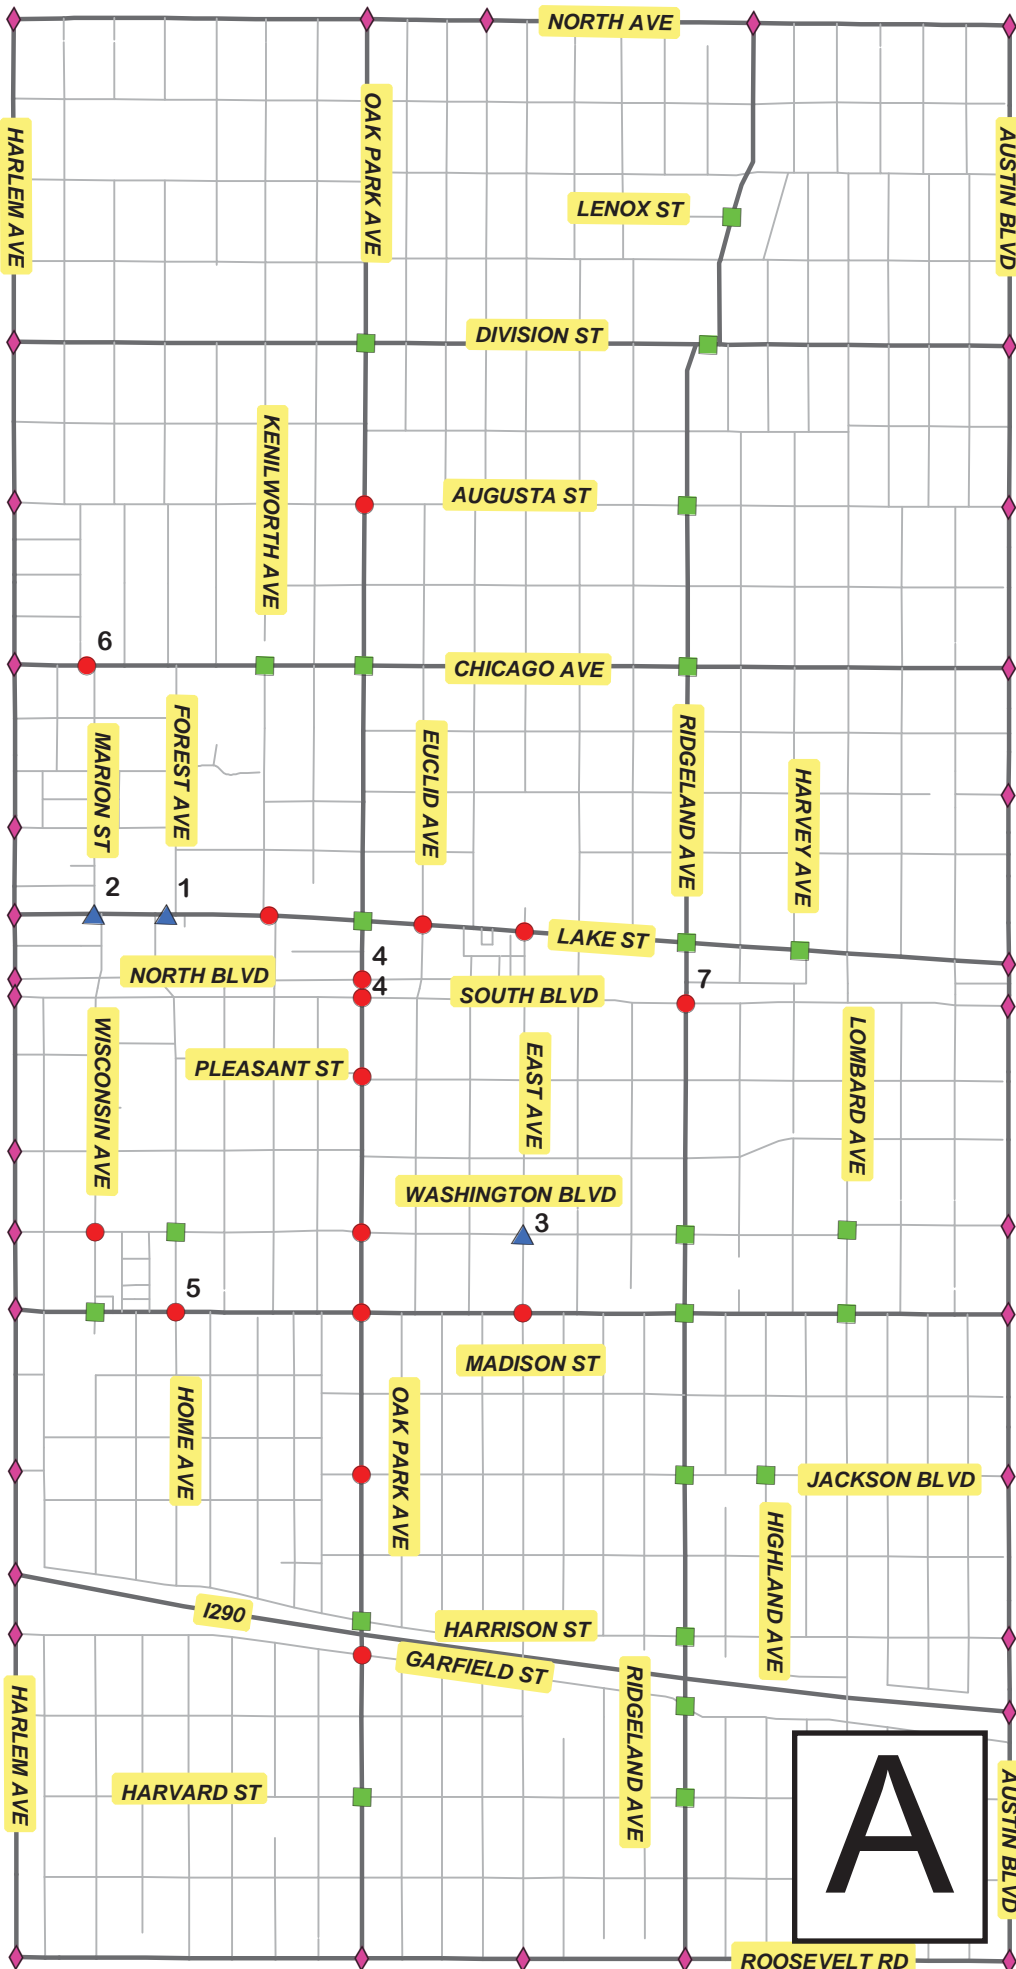 NORTH AVE
OAK PARK AVE
HARLEM AVE
AUSTIN BLVD
LENOX ST
DIVISION ST
KENILWORTH AVE
AUGUSTA ST
6
CHICAGO AVE
FOREST AVE
MARION ST
EUCLID AVE
RIDGELAND AVE
HARVEY AVE
2
1
LAKE ST
4
NORTH BLVD
4
SOUTH BLVD
7
WISCONSIN AVE
PLEASANT ST
EAST AVE
LOMBARD AVE
WASHINGTON BLVD
3
5
MADISON ST
HOME AVE
OAK PARK AVE
JACKSON BLVD
HIGHLAND AVE
I290
HARRISON ST
GARFIELD ST
RIDGELAND AVE
HARLEM AVE
HARVARD ST
A
AUSTIN BLVD
ROOSEVELT RD